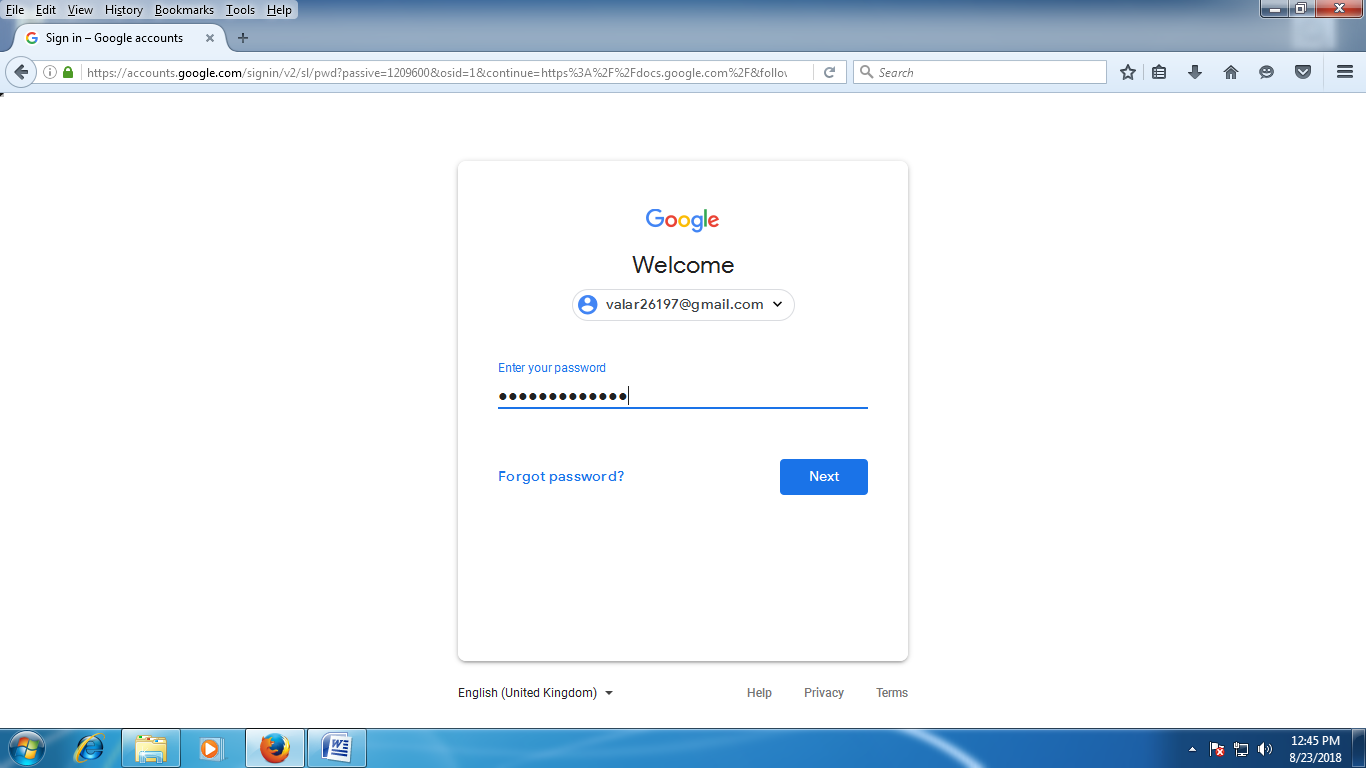 File Edit View History Bookmarks Tools Help
Sign in – Google accounts
https://accounts.google.com/signin/v2/sl/pwd?passive=1209600&osid=1&continue=https%3A%2F%2Fdocs.google.com%2F&follov
Search
Google
Welcome
valar26197@gmail.com
Enter your password
●●●●●●●●●●●●●
Forgot password?
Next
English (United Kingdom)
Help Privacy Terms
12:45 PM
8/23/2018